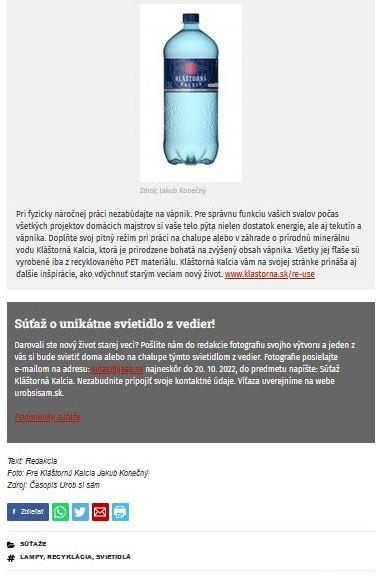 KLÁŠTORNÁ
KALCIA
Zdroj: Jakub Konečný
Pri fyzicky náročnej práci nezabúdajte na vápnik. Pre správnu funkciu vašich svalov počas
všetkých projektov domácich majstrov si vaše telo pýta nielen dostatok energie, ale aj tekutín a
vápnika. Doplňte svoj pitný režim pri práci na chalupe alebo v záhrade o prírodnú minerálnu
vodu Kláštorná Kalcia, ktorá je prirodzene bohatá na zvýšený obsah vápnika. Všetky jej fľaše sú
vyrobené iba z recyklovaného PET materiálu. Kláštorná Kalcia vám na svojej stránke prináša aj
ďalšie inšpirácie, ako vdýchnuť starým veciam nový život. www.klastorna.sk/re-use
Súťaž o unikátne svietidlo z vedier!
Darovali ste nový život starej veci? Pošlite nám do redakcie fotografiu svojho výtvoru a jeden z
vás si bude svietiť doma alebo na chalupe týmto svietidlom z vedier. Fotografie posielajte
e-mailom na adresu: sutaz@jaga.sk najneskôr do 20. 10. 2022, do predmetu napíšte: Súťaž
Kláštorná Kalcia. Nezabudnite pripojiť svoje kontaktné údaje. Víťaza uverejníme na webe
urobsisam.sk.
Podmienky súťaže
Text: Redakcia
Foto: Pre Kláštornú Kalcia Jakub Konečný
Zdroj: Časopis Urob si sám
f Zdieľať
SÚŤAŽE
# LAMPY, RECYKLÁCIA, SVIETIDLÁ